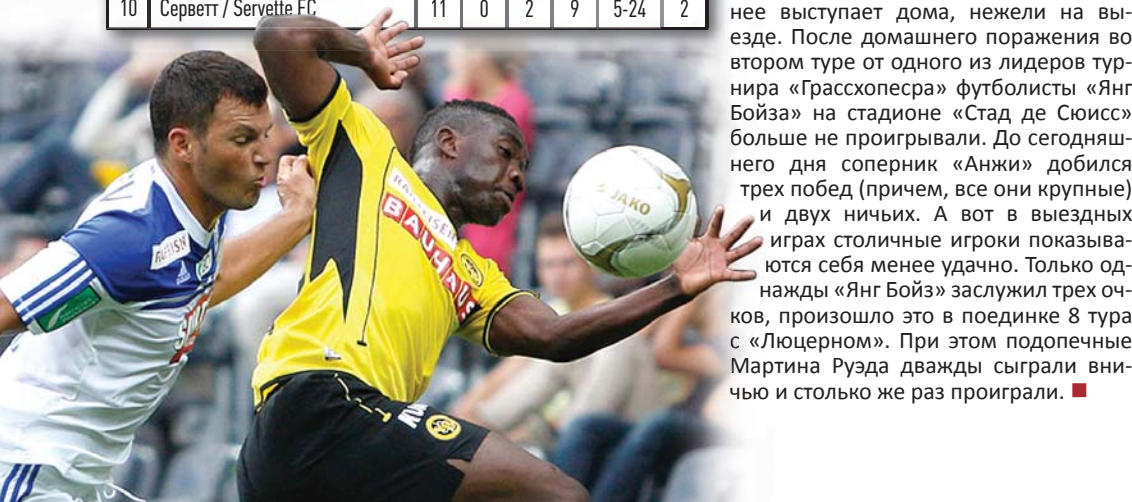 10 Серветт / Servette FC 11 0 2 9 5-24 2
нее выступает дома, нежели на вы-
езде. После домашнего поражения во
втором туре от одного из лидеров тур-
нира «Грассхопесра» футболисты «Янг
Бойза» на стадионе «Стад де Сюисс»
больше не проигрывали. До сегодняш-
него дня соперник «Анжи» добился
трех побед (причем, все они крупные)
и двух ничьих. А вот в выездных
играх столичные игроки показыва-
ются себя менее удачно. Только од-
нажды «Янг Бойз» заслужил трех оч-
ков, произошло это в поединке 8 тура
с «Люцерном». При этом подопечные
Мартина Руэда дважды сыграли вни-
чью и столько же раз проиграли.
JAKO
RAIFFEISEN
BAUHAUS